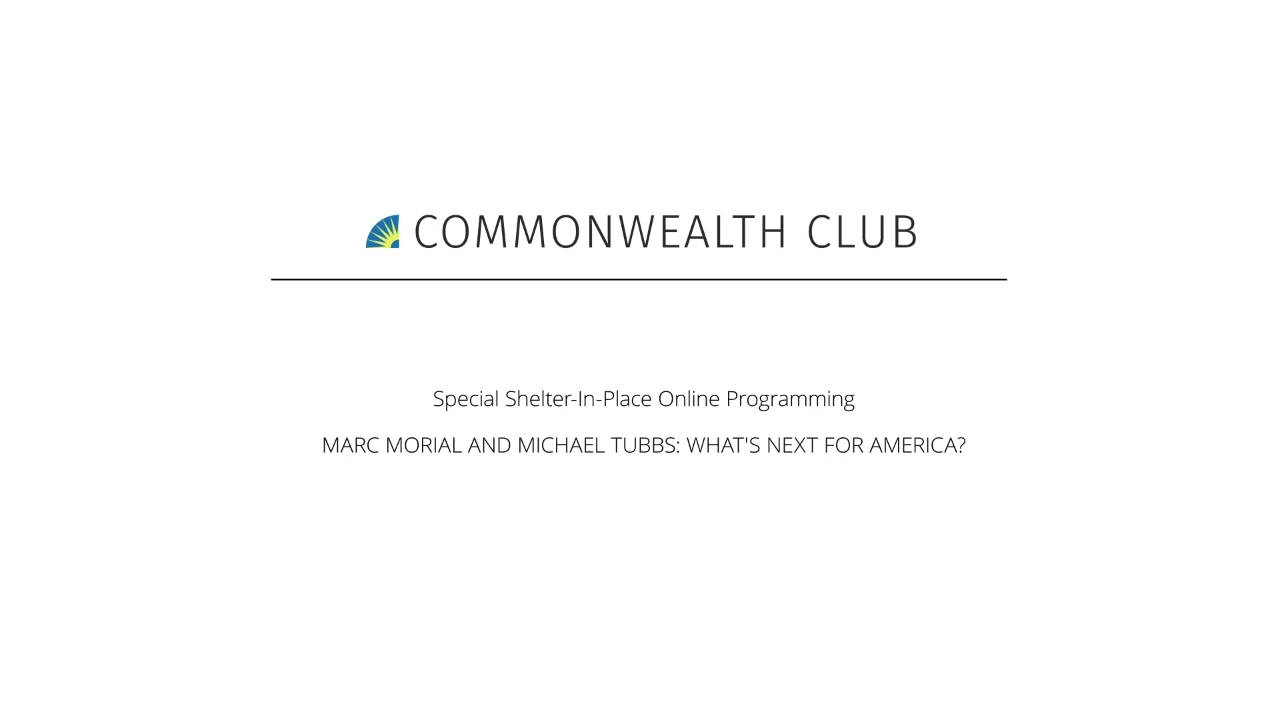 COMMONWEALTH CLUB
Special Shelter-In-Place Online Programming
MARC MORIAL AND MICHAEL TUBBS: WHAT'S NEXT FOR AMERICA?